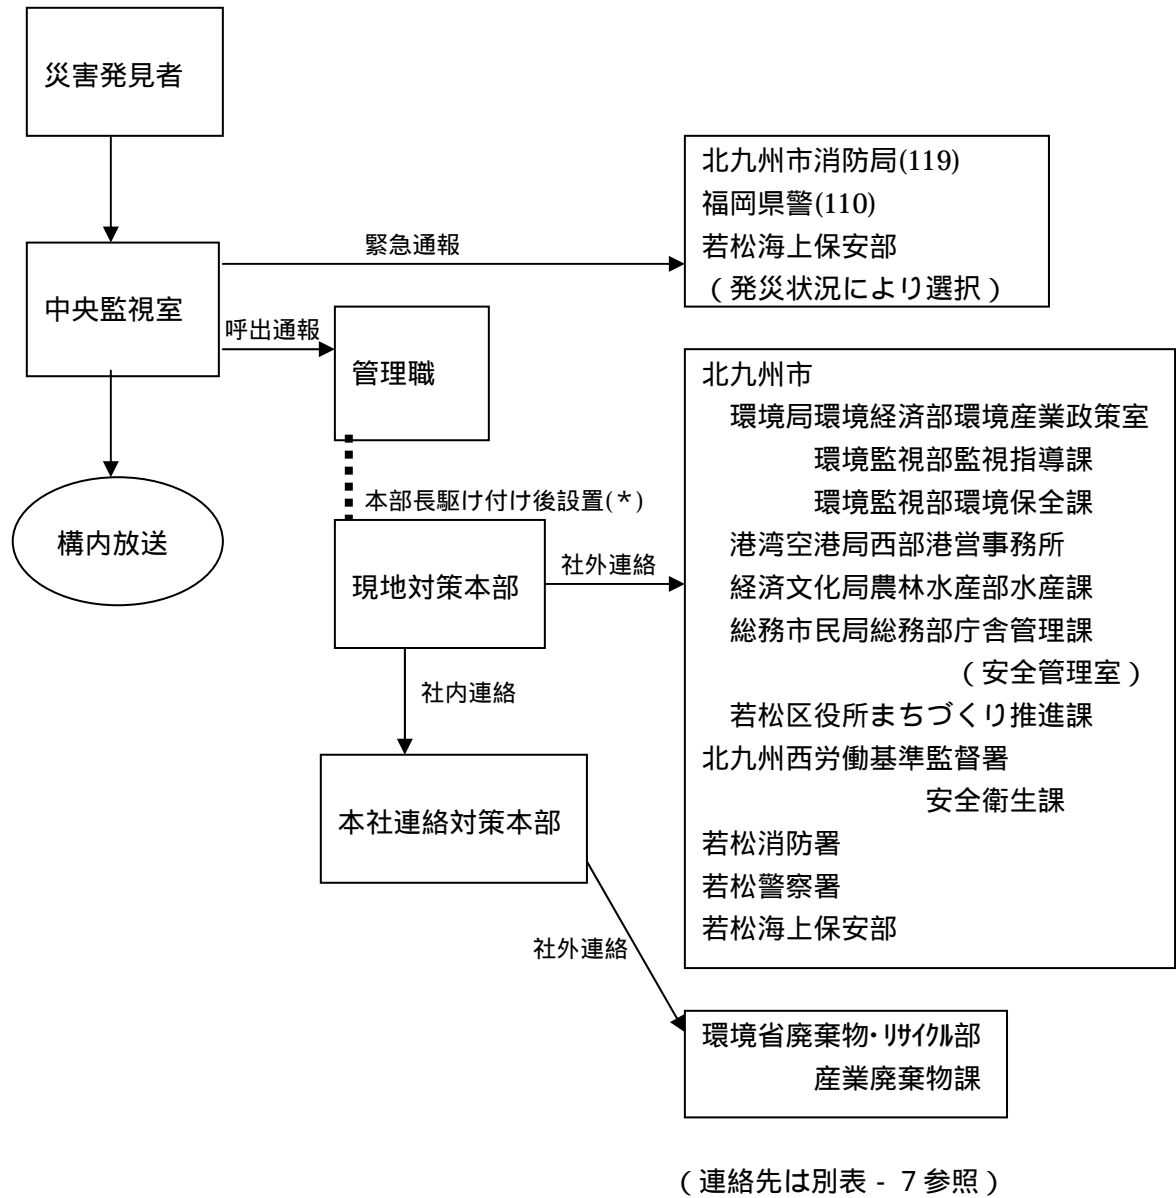 災害発見者
北九州市消防局(119)
福岡県警(110)
若松海上保安部
(発災状況により選択)
緊急通報
中央監視室
呼出通報
管理職
北九州市
環境局環境経済部環境産業政策室
環境監視部監視指導課
環境監視部環境保全課
港湾空港局西部港営事務所
経済文化局農林水産部水産課
総務市民局総務部庁舎管理課
(安全管理室)
若松区役所まちづくり推進課
北九州西労働基準監督署
安全衛生課
若松消防署
若松警察署
若松海上保安部
構内放送
本部長駆け付け後設置(*)
現地対策本部
社外連絡
社内連絡
本社連絡対策本部
社外連絡
環境省廃棄物・リサイクル部
産業廃棄物課
(連絡先は別表-7参照)